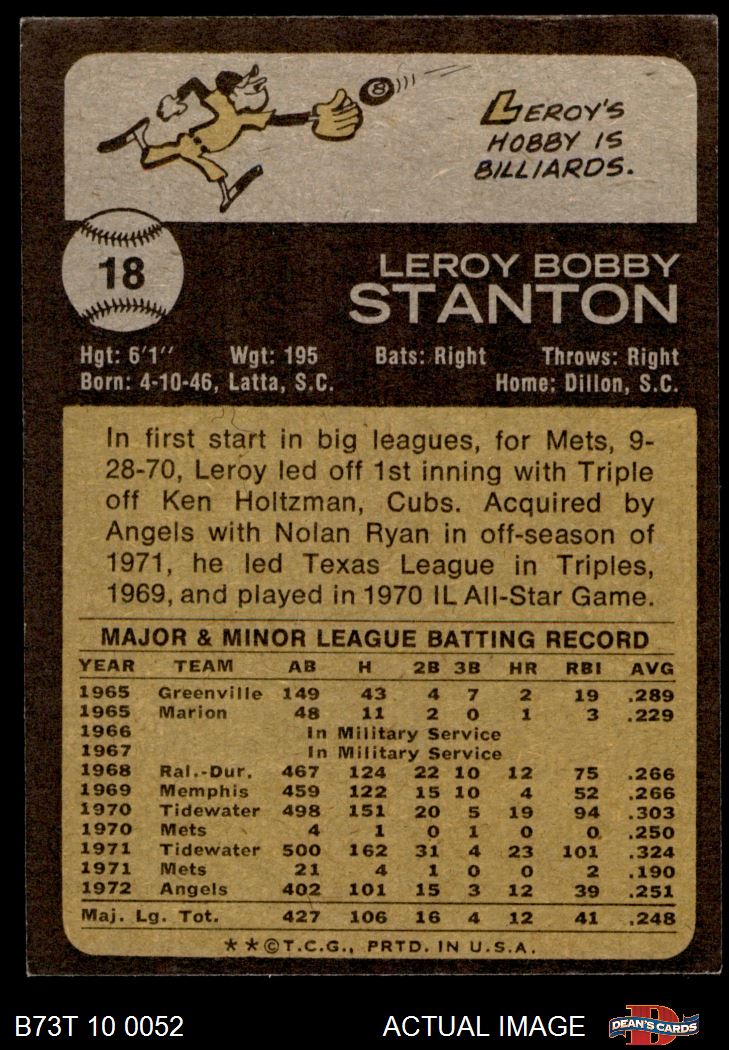 8
LEROY'S
HOBBY IS
BILLIARDS.
18
LEROY BOBBY
STANTON
Hgt: 6'1'' Wgt: 195 Bats: Right Throws: Right
Born: 4-10-46, Latta, S.C. Home: Dillon, S.C.
In first start in big leagues, for Mets, 9-
28-70, Leroy led off 1st inning with Triple
off Ken Holtzman, Cubs. Acquired by
Angels with Nolan Ryan in off-season of
1971, he led Texas League in Triples,
1969, and played in 1970 IL All-Star Game.
MAJOR & MINOR LEAGUE BATTING RECORD
YEAR TEAM AB H 2B 3B HR RBI AVG
1965 Greenville 149 43 4 7 2 19 .289
1965 Marion 48 11 2 0 1 3 .229
1966 In Military Service
1967 In Military Service
1968 Ral.-Dur. 467 124 22 10 12 75 .266
1969 Memphis 459 122 15 10 4 52 .266
1970 Tidewater 498 151 20 5 19 94 .303
1970 Mets 4 1 0 1 0 0 .250
1971 Tidewater 500 162 31 4 23 101 .324
1971 Mets 21 4 1 0 0 2 .190
1972 Angels 402 101 15 3 12 39 .251
Maj. Lg. Tot. 427 106 16 4 12 41 .248
**©T.C.G., PRTD. IN U.S.A.
B73T 10 0052 ACTUAL IMAGE D DEAN'S CARDS